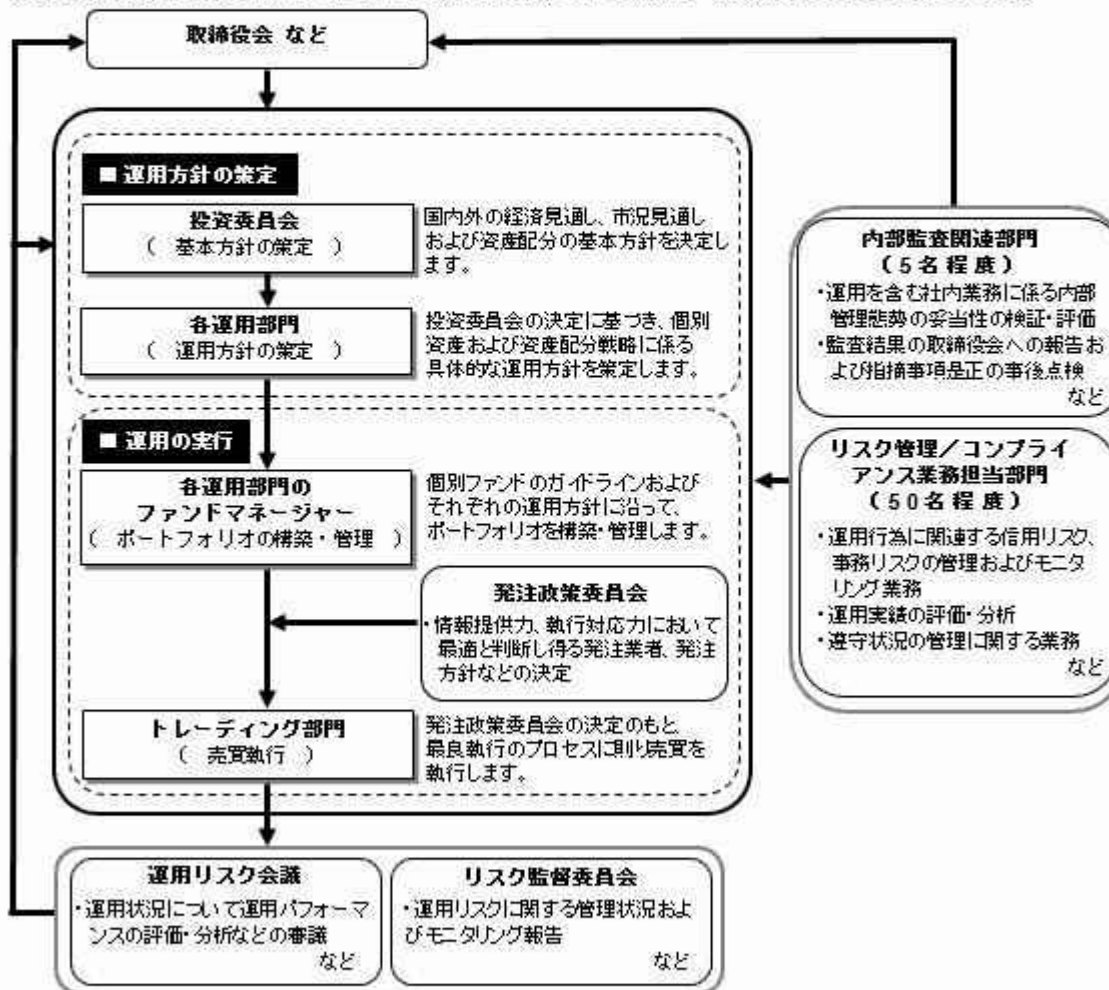 取締役会 など
■ 運用方針の策定
投資委員会
( 基本方針の策定 )
国内外の経済見通し、市況見通し
および資産配分の基本方針を決定し
ます。
各運用部門
( 運用方針の策定 )
投資委員会の決定に基づき、個別
資産および資産配分戦略に係る
具体的な運用方針を策定します。
■ 運用の実行
各運用部門の
ファンドマネージャー
( ポートフォリオの構築・管理 )
個別ファンドのガイドラインおよび
それぞれの運用方針に沿って、
ポートフォリオを構築・管理します。
発注政策委員会
・情報提供力、執行対応力において
最適と判断し得る発注業者、発注
方針などの決定
トレーディング部門
( 売買執行 )
発注政策委員会の決定のもと、
最良執行のプロセスに則り売買を
執行します。
内部監査関連部門
(5名程度)
・運用を含む社内業務に係る内部
管理態勢の妥当性の検証・評価
・監査結果の取締役会への報告お
よび指摘事項是正の事後点検
など
リスク管理/コンプライ
アンス業務担当部門
(50名程度)
・運用行為に関連する信用リスク、
事務リスクの管理およびモニタ
リング業務
・運用実績の評価・分析
・遵守状況の管理に関する業務
など
運用リスク会議
・運用状況について運用パフォーマ
ンスの評価・分析などの審議
など
リスク監督委員会
・運用リスクに関する管理状況およ
びモニタリング報告
など